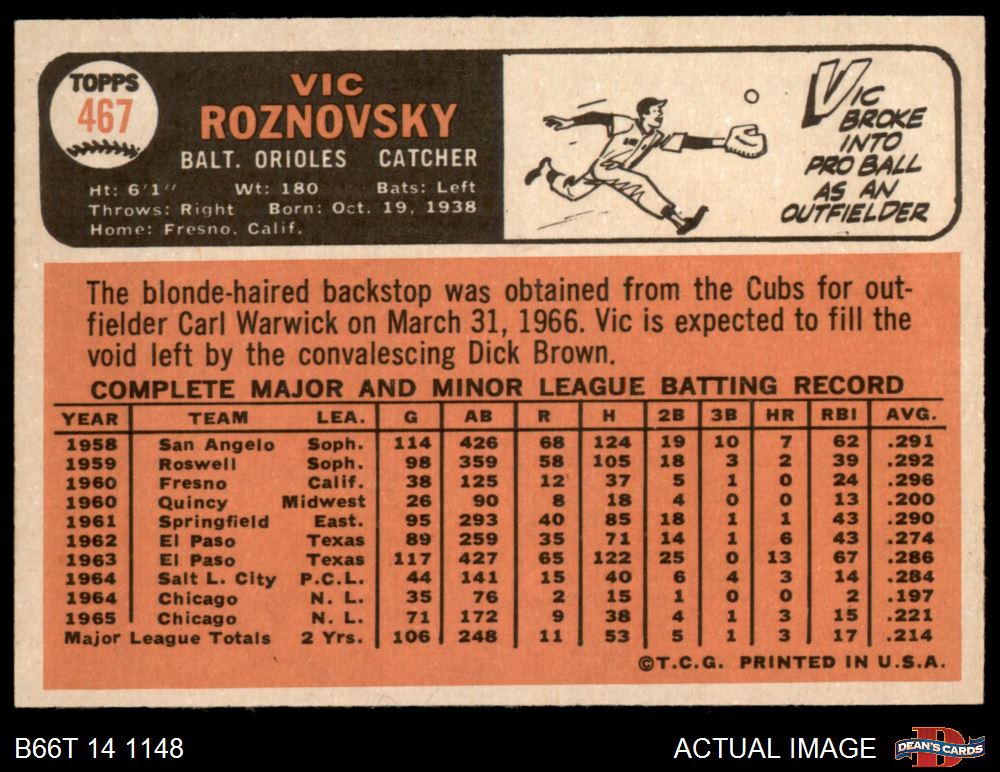 TOPPS
467
VIC
ROZNOVSKY
BALT. ORIOLES CATCHER
Ht: 6'1" Wt: 180 Bats: Left
Throws: Right Born: Oct. 19, 1938
Home: Fresno, Calif.
VIC
BROKE
INTO
PRO BALL
AS AN
OUTFIELDER
The blonde-haired backstop was obtained from the Cubs for out-
fielder Carl Warwick on March 31, 1966. Vic is expected to fill the
void left by the convalescing Dick Brown.
COMPLETE MAJOR AND MINOR LEAGUE BATTING RECORD
YEAR TEAM LEA. G AB R H 2B 3B HR RBI AVG.
1958 San Angelo Soph. 114 426 68 124 19 10 7 62 .291
1959 Roswell Soph. 98 359 58 105 18 3 2 39 .292
1960 Fresno Calif. 38 125 12 37 5 1 0 24 .296
1960 Quincy Midwest 26 90 8 18 4 0 0 13 .200
1961 Springfield East. 95 293 40 85 18 1 1 43 .290
1962 El Paso Texas 89 259 35 71 14 1 6 43 .274
1963 El Paso Texas 117 427 65 122 25 0 13 67 .286
1964 Salt L. City P.C.L. 44 141 15 40 6 4 3 14 .284
1964 Chicago N. L. 35 76 2 15 1 0 0 2 .197
1965 Chicago N. L. 71 172 9 38 4 1 3 15 .221
Major League Totals 2 Yrs. 106 248 11 53 5 1 3 17 .214
©T.C.G. PRINTED IN U.S.A.
B66T 14 1148 ACTUAL IMAGE DEAN'S CARDS